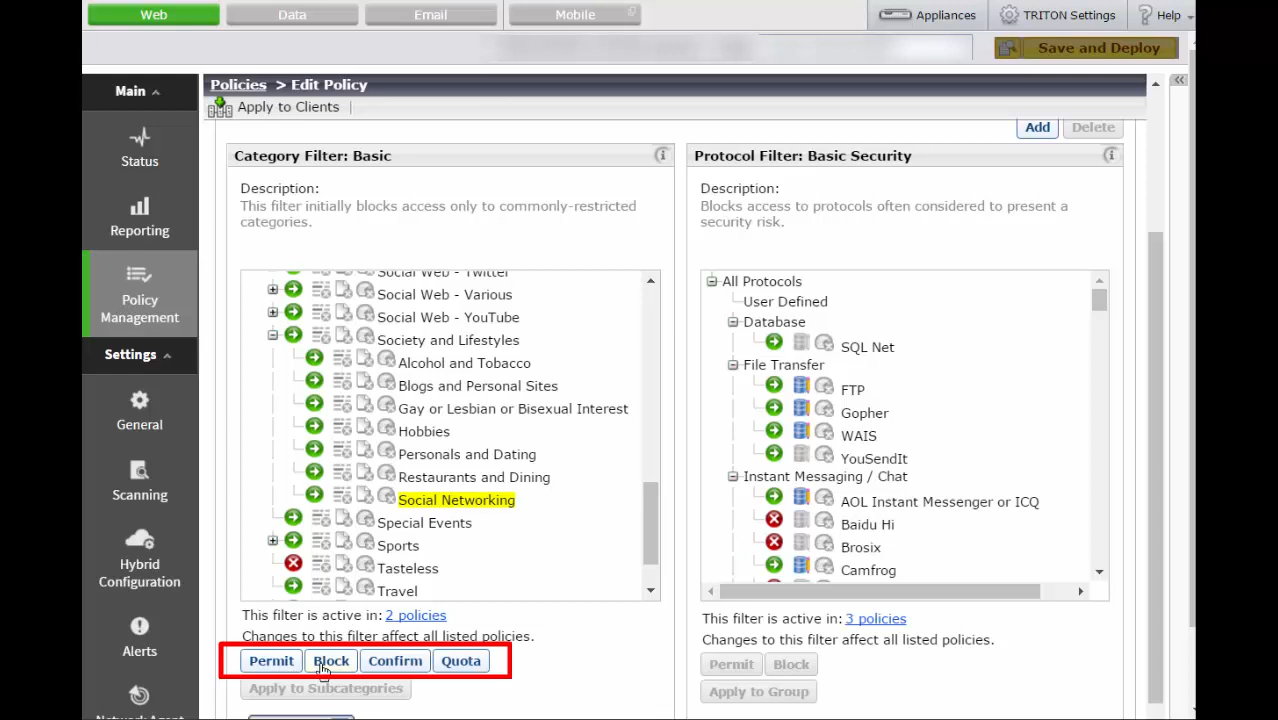 Web
Data
Email
Mobile
Appliances
TRITON Settings
Help
Save and Deploy
Main
Status
Reporting
Policy
Management
Settings
General
Scanning
Hybrid
Configuration
Alerts
Network Agent
Policies > Edit Policy
Apply to Clients
Add
Delete
Category Filter: Basic
Description:
This filter initially blocks access only to commonly-restricted
categories.
Social Web - Twitter
Social Web - Various
Social Web - YouTube
Society and Lifestyles
Alcohol and Tobacco
Blogs and Personal Sites
Gay or Lesbian or Bisexual Interest
Hobbies
Personals and Dating
Restaurants and Dining
Social Networking
Special Events
Sports
Tasteless
Travel
This filter is active in: 2 policies
Changes to this filter affect all listed policies.
Permit
Block
Confirm
Quota
Apply to Subcategories
Protocol Filter: Basic Security
Description:
Blocks access to protocols often considered to present a
security risk.
All Protocols
User Defined
Database
SQL Net
File Transfer
FTP
Gopher
WAIS
YouSendIt
Instant Messaging / Chat
AOL Instant Messenger or ICQ
Baidu Hi
Brosix
Camfrog
This filter is active in: 3 policies
Changes to this filter affect all listed policies.
Permit
Block
Apply to Group